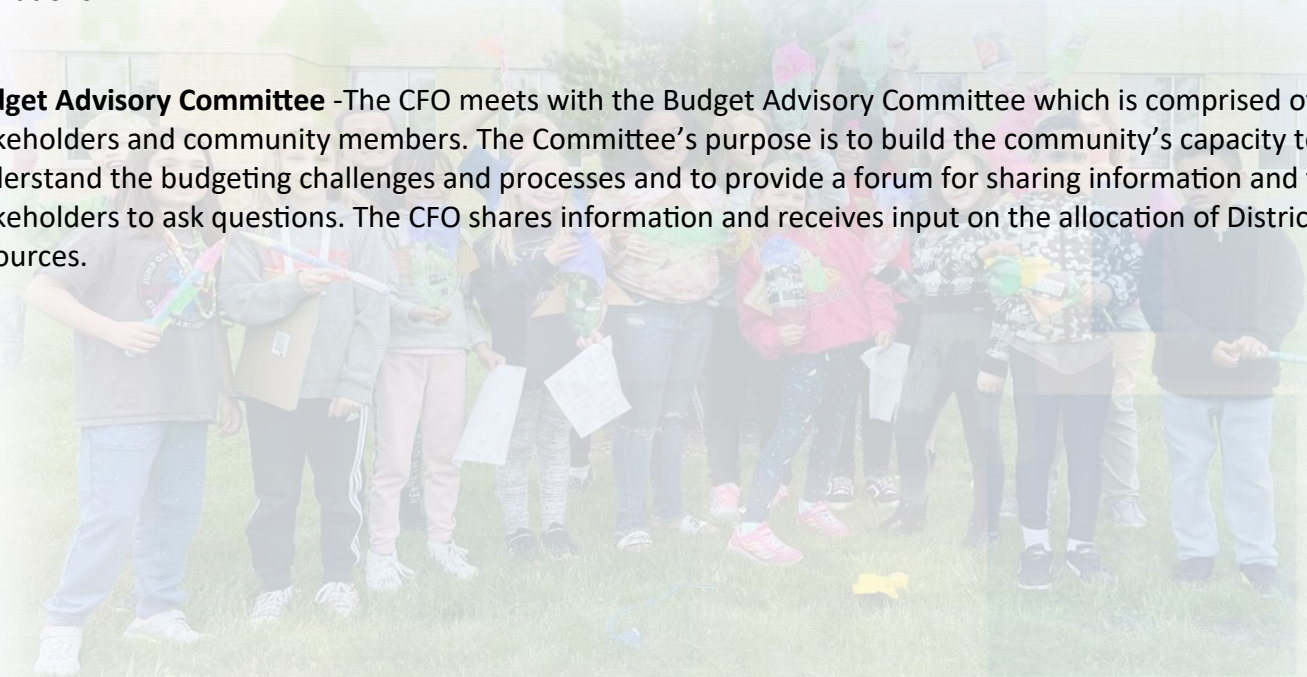 dget Advisory Committee -The CFO meets with the Budget Advisory Committee which is comprised of
keholders and community members. The Committee’s purpose is to build the community’s capacity to
derstand the budgeting challenges and processes and to provide a forum for sharing information and
keholders to ask questions. The CFO shares information and receives input on the allocation of Distric
ources.